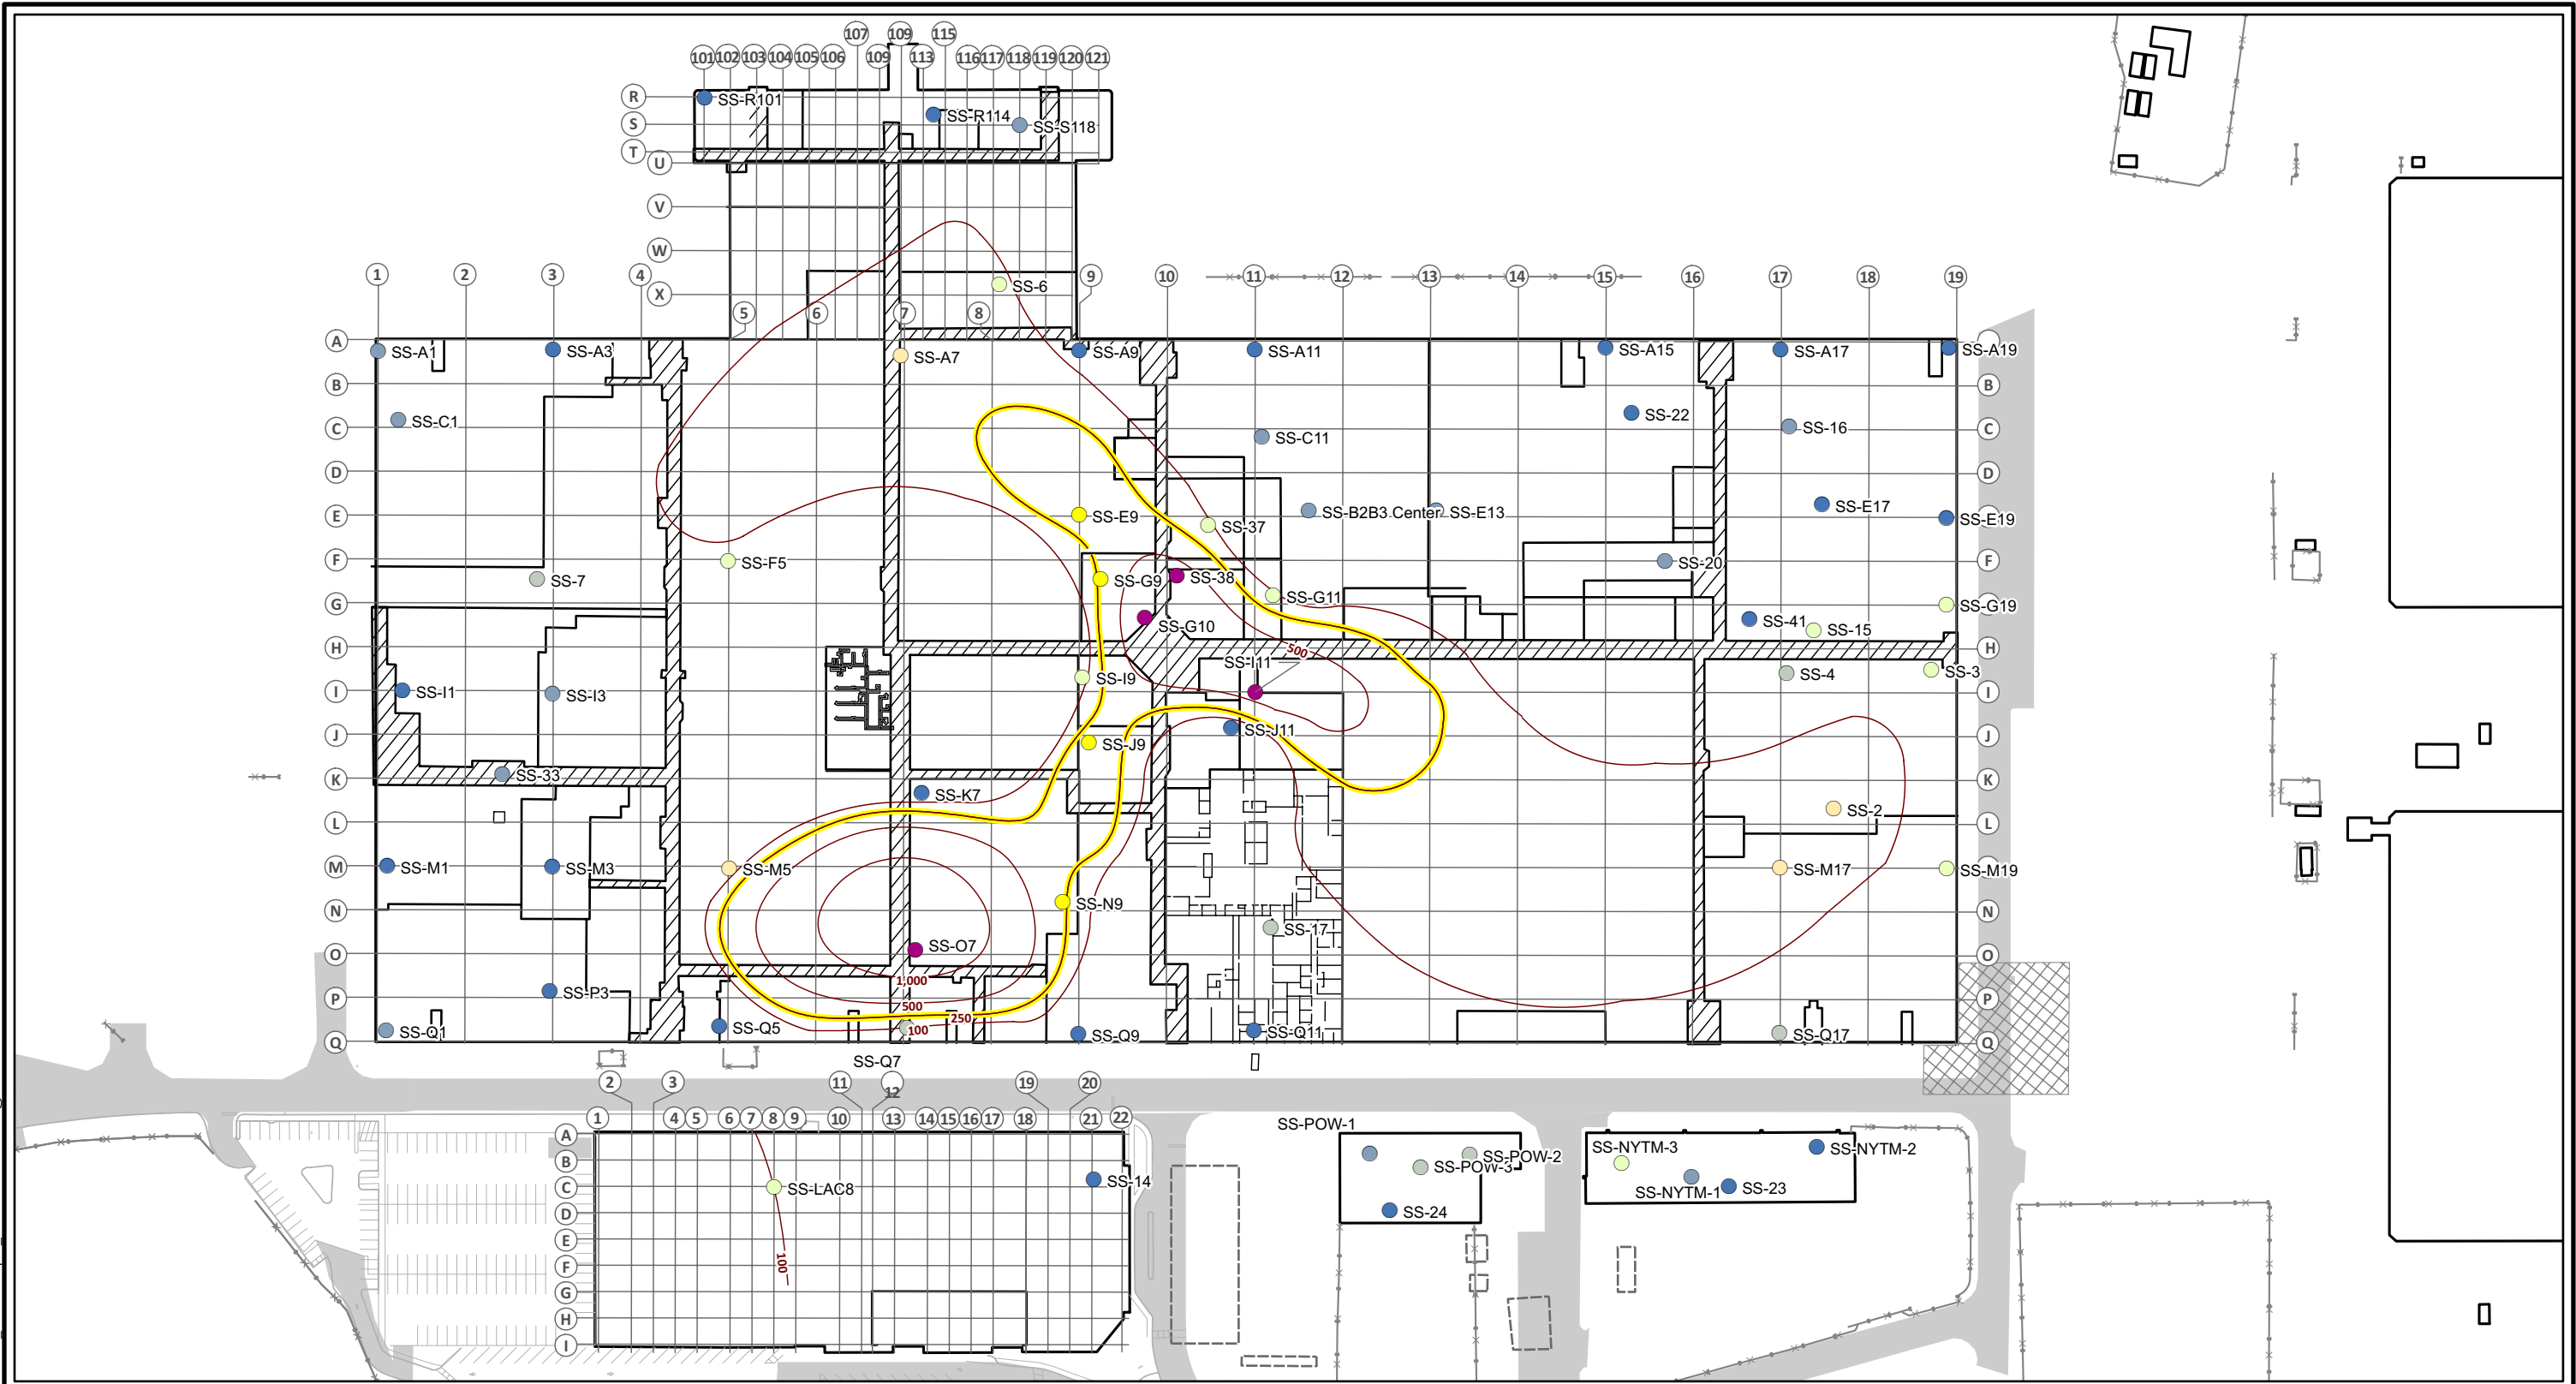 107 109 115
101 102 103 104 105 106 109 113 116 117 118 119 120 121
R SS-R101
SS-R114
S SS-S118
T
U
V
W
1 2 3 4 9 10 11 12 13 14 15 16 17 18 19
SS-6
X
5 6 7 8
A SS-A1 SS-A3 SS-A7 SS-A9 SS-A11 SS-A15 SS-A17 SS-A19
B B
SS-C1 SS-22
C SS-C11 SS-16 C
D D
E SS-E9 SS-37 SS-B2B3 Center SS-E13 SS-E17 SS-E19
F SS-F5 SS-20 F
SS-7 SS-G9 SS-38
G SS-G11 SS-G19
SS-G10 SS-41 SS-15
H 500 H
SS-I11
SS-I9 SS-4 SS-3
I SS-I1 SS-I3 I
J SS-J9 SS-J11 J
K SS-33 K
SS-K7 SS-2
L L
M SS-M1 SS-M3 SS-M5 SS-M17 SS-M19
N SS-N9 N
SS-17
O SS-O7 O
1,000
P SS-P3 P
500
250
SS-Q1 SS-Q5 100 SS-Q9 SS-Q11 SS-Q17
Q Q
SS-Q7
2 3 11 12 19 20
1 4 5 6 7 8 9 10 13 14 15 16 17 18 21 22
SS-POW-1
A
B SS-NYTM-3 SS-NYTM-2
SS-POW-2
SS-POW-3
C SS-LAC8 SS-14
SS-NYTM-1 SS-23
D SS-24
E
F 100
G
H
I